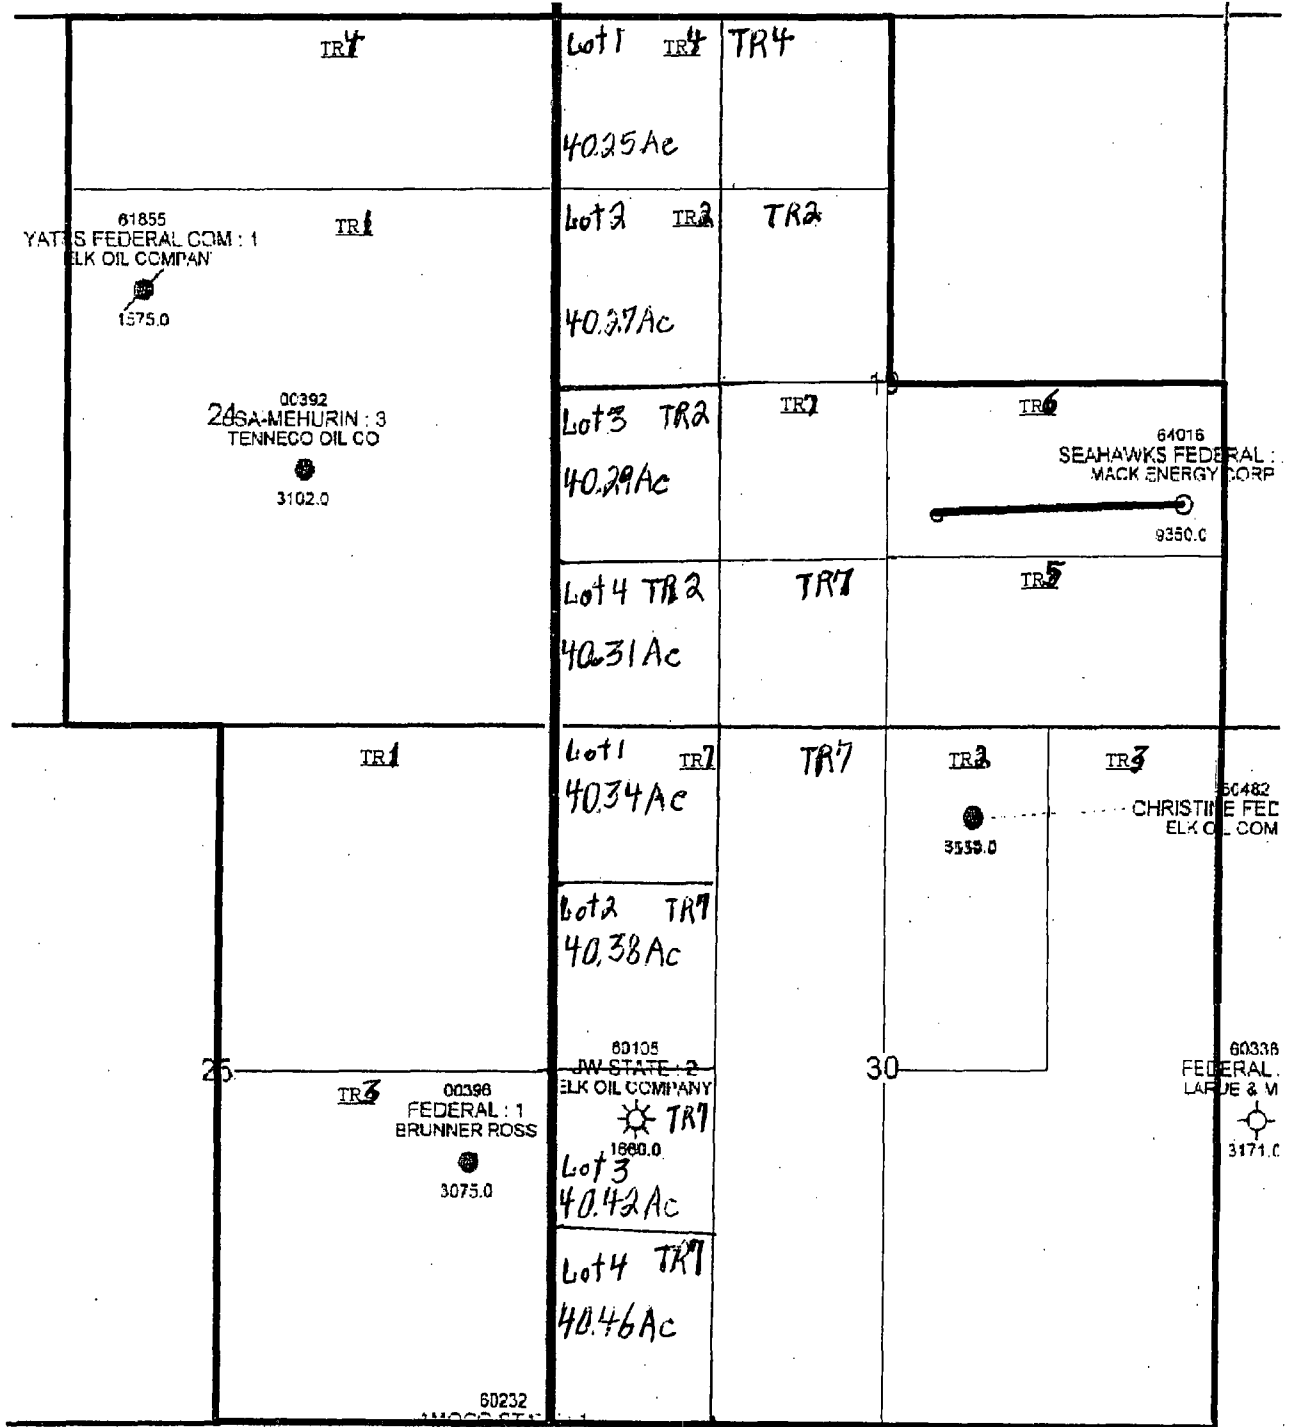 TR4
Lot 1 TR4 TR4
40.25 Ac
61855
YATES FEDERAL COM : 1
ELK OIL COMPAN
1575.0
TR1
Lot 2 TR2 TR2
40.27 Ac
00392
24
SA-MEHURIN : 3
TENNECO OIL CO
3102.0
Lot 3 TR2
40.29 Ac
TR7
TR6
64016
SEAHAWKS FEDERAL :
MACK ENERGY CORP
9350.0
Lot 4 TR2
40.31 Ac
TR7
TR5
TR1
Lot 1 TR7
40.34 Ac
TR7
TR2
3559.0
TR3
60482
CHRISTINE FED
ELK OIL COM
Lot 2 TR7
40.38 Ac
25
30
60105
JW STATE : 2
ELK OIL COMPANY
TR7
1660.0
Lot 3
40.42 Ac
TR3
00396
FEDERAL : 1
BRUNNER ROSS
3075.0
60336
FEDERAL
LARUE & M
3171.0
Lot 4 TR7
40.46 Ac
60232